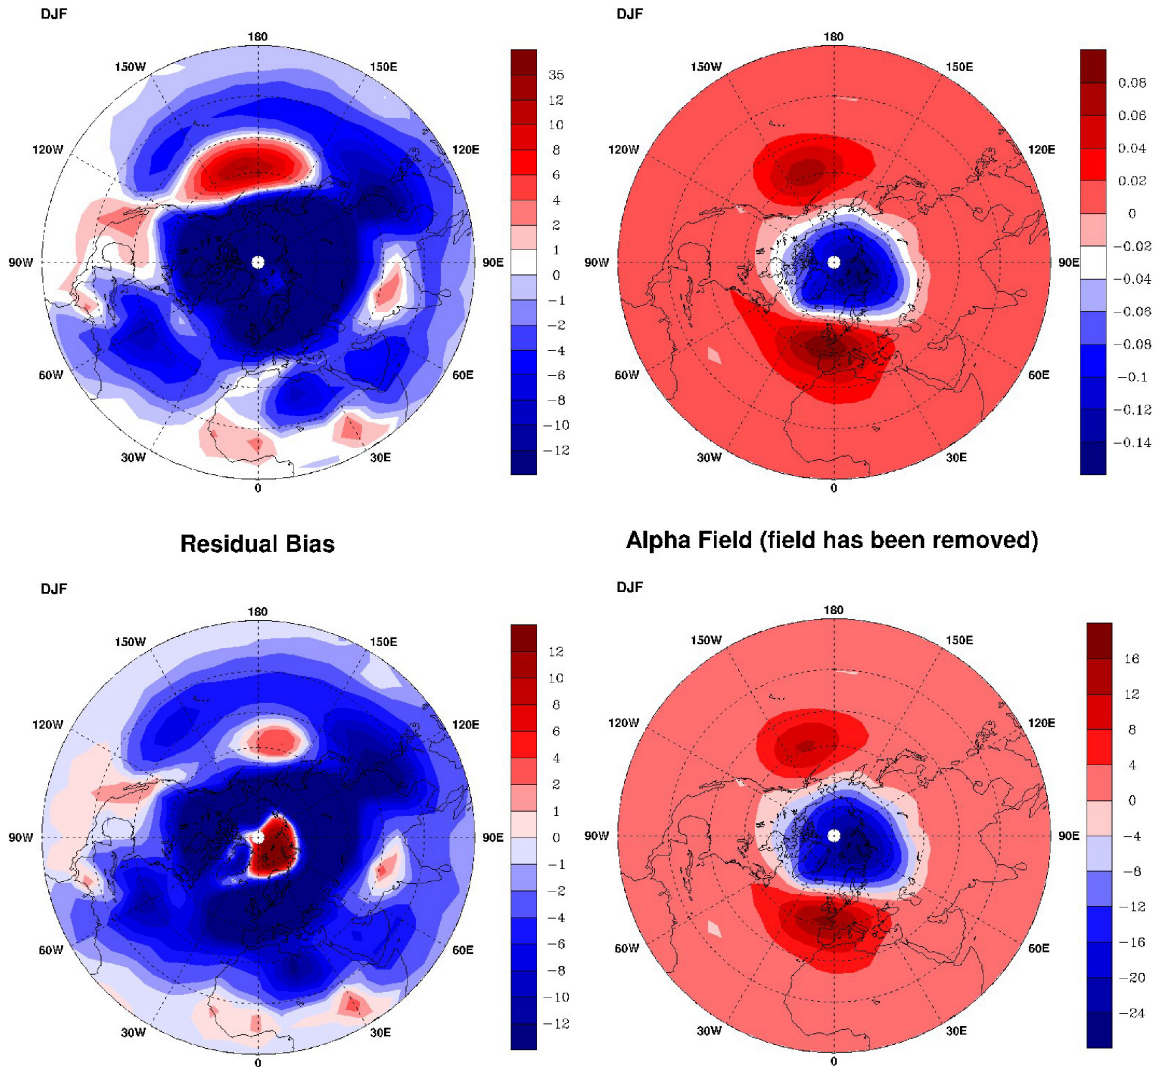 DJF
DJF
180
150W
150E
120W
120E
90W
90E
60W
60E
30W
30E
0
35
12
10
8
6
4
2
1
0
−1
−2
−4
−6
−8
−10
−12
180
150W
150E
120W
120E
90W
90E
60W
60E
30W
30E
0
0.08
0.06
0.04
0.02
0
−0.02
−0.04
−0.06
−0.08
−0.1
−0.12
−0.14
Residual Bias
Alpha Field (field has been removed)
DJF
DJF
180
150W
150E
120W
120E
90W
90E
60W
60E
30W
30E
0
12
10
8
6
4
2
1
0
−1
−2
−4
−6
−8
−10
−12
180
150W
150E
120W
120E
90W
90E
60W
60E
30W
30E
0
16
12
8
4
0
−4
−8
−12
−16
−20
−24